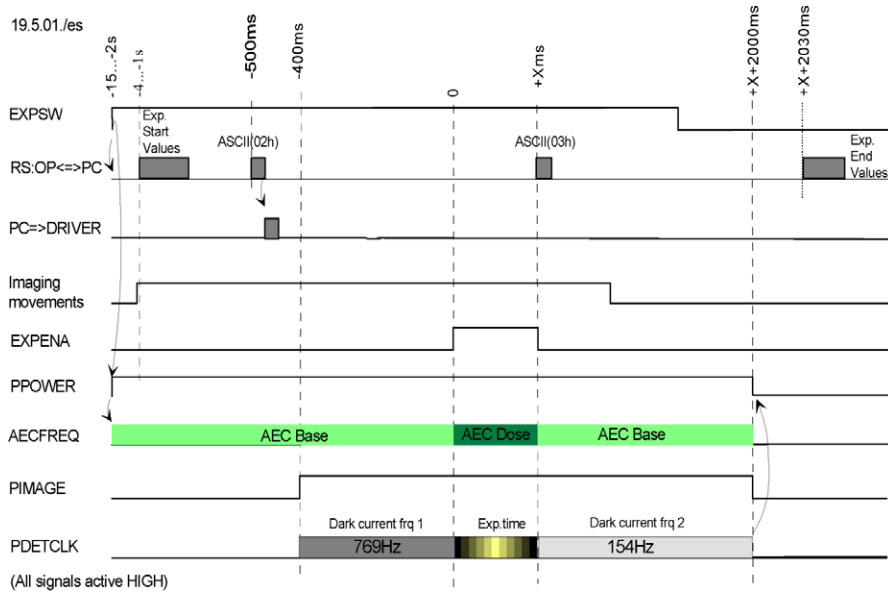 19.5.01./es
-15...-2s
-4...-1s
-500ms
-400ms
0
+Xms
+X+2000ms
+X+2030ms
EXPSW
Exp.
Start
Values
ASCII(02h)
ASCII(03h)
Exp.
End
Values
RS:OP<=>PC
PC=>DRIVER
Imaging
movements
EXPENA
PPOWER
AECFREQ
AEC Base
AEC Dose
AEC Base
PIMAGE
Dark current frq 1
Exp.time
Dark current frq 2
PDETCLK
769Hz
154Hz
(All signals active HIGH)